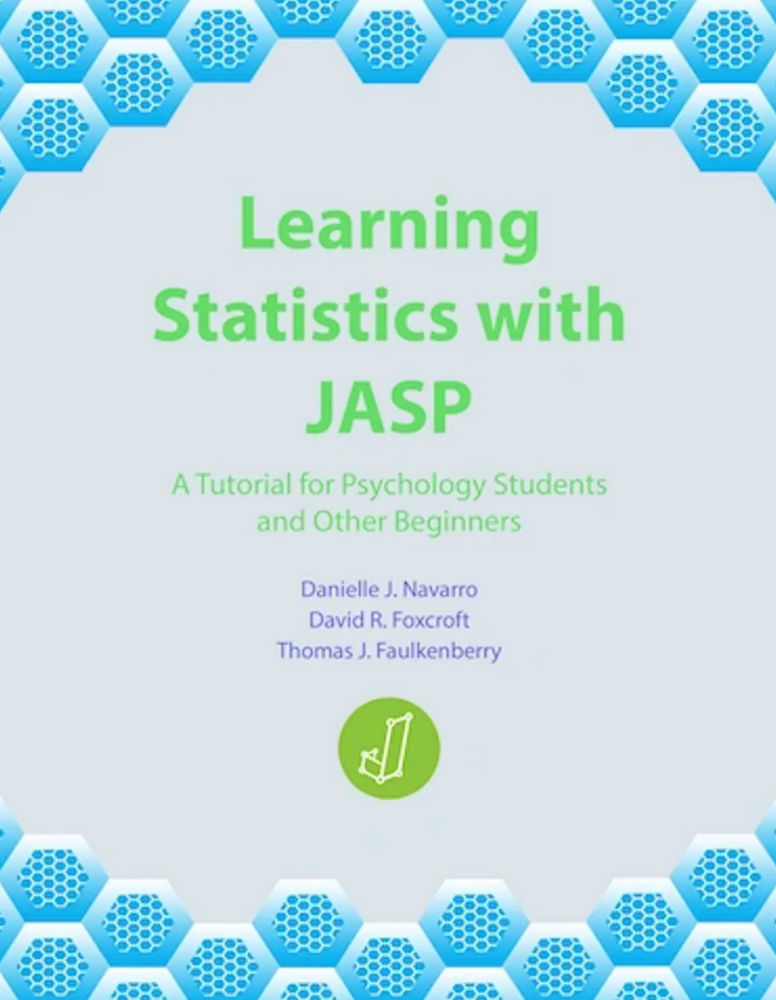 Learning
Statistics with
JASP
A Tutorial for Psychology Students
and Other Beginners
Danielle J. Navarro
David R. Foxcroft
Thomas J. Faulkenberry